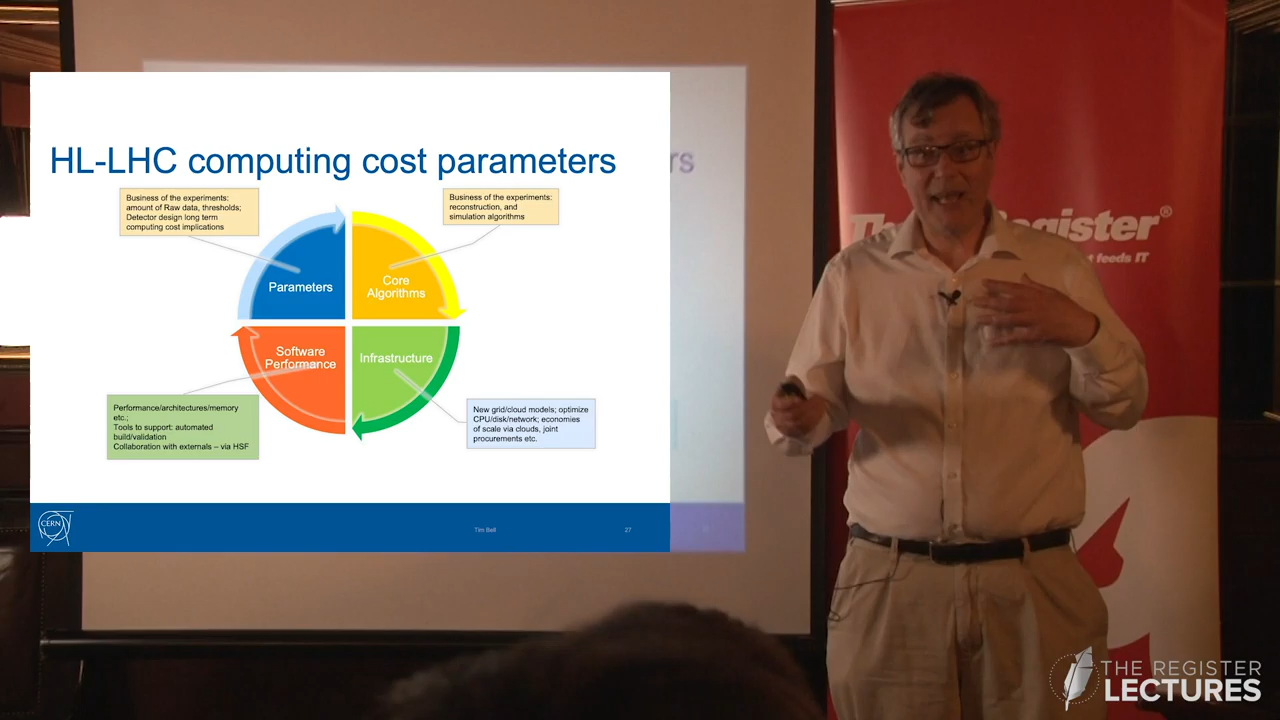 HL-LHC computing cost parameters
rs
Business of the experiments:
amount of Raw data, thresholds;
Detector design long term
computing cost implications
Business of the experiments:
reconstruction, and
simulation algorithms
Parameters
Core
Algorithms
Software
Performance
Infrastructure
Performance/architectures/memory
etc.;
Tools to support: automated
build/validation
Collaboration with externals – via HSF
New grid/cloud models; optimize
CPU/disk/network; economies
of scale via clouds, joint
procurements etc.
CERN
Tim Bell
27
Register®
feeds IT
THE REGISTER
LECTURES